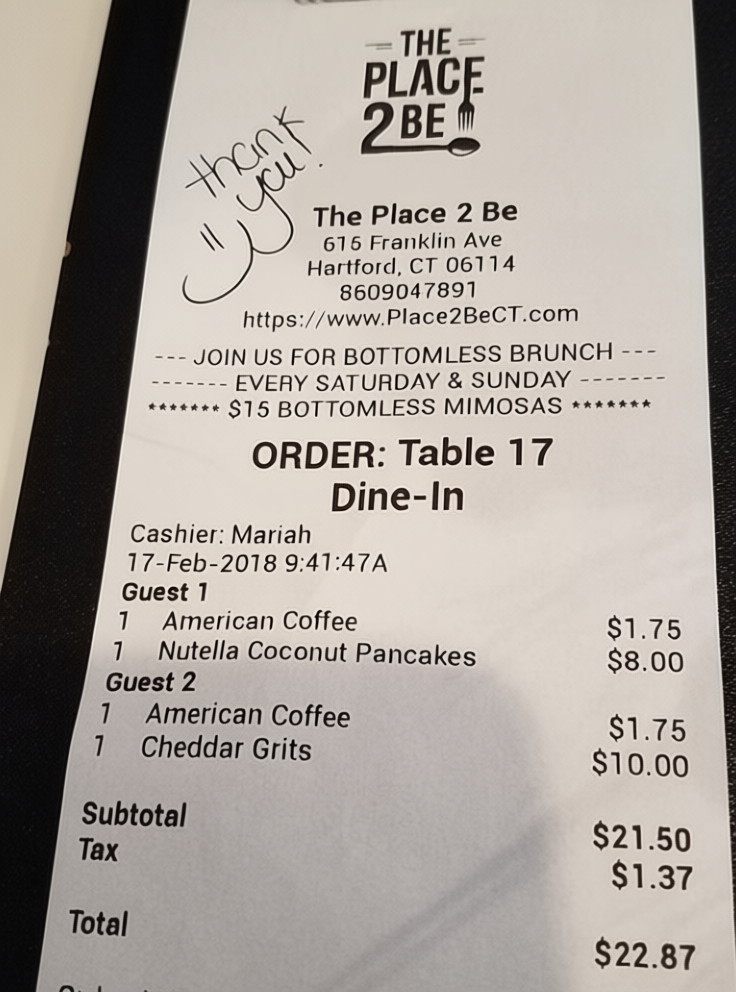 THE
PLACE
2 BE
thank
you!
The Place 2 Be
615 Franklin Ave
Hartford, CT 06114
8609047891
https://www.Place2BeCT.com
--- JOIN US FOR BOTTOMLESS BRUNCH ---
------- EVERY SATURDAY & SUNDAY -------
******* $15 BOTTOMLESS MIMOSAS *******
ORDER: Table 17
Dine-In
Cashier: Mariah
17-Feb-2018 9:41:47A
Guest 1
1 American Coffee $1.75
1 Nutella Coconut Pancakes $8.00
Guest 2
1 American Coffee $1.75
1 Cheddar Grits $10.00
Subtotal $21.50
Tax $1.37
Total $22.87